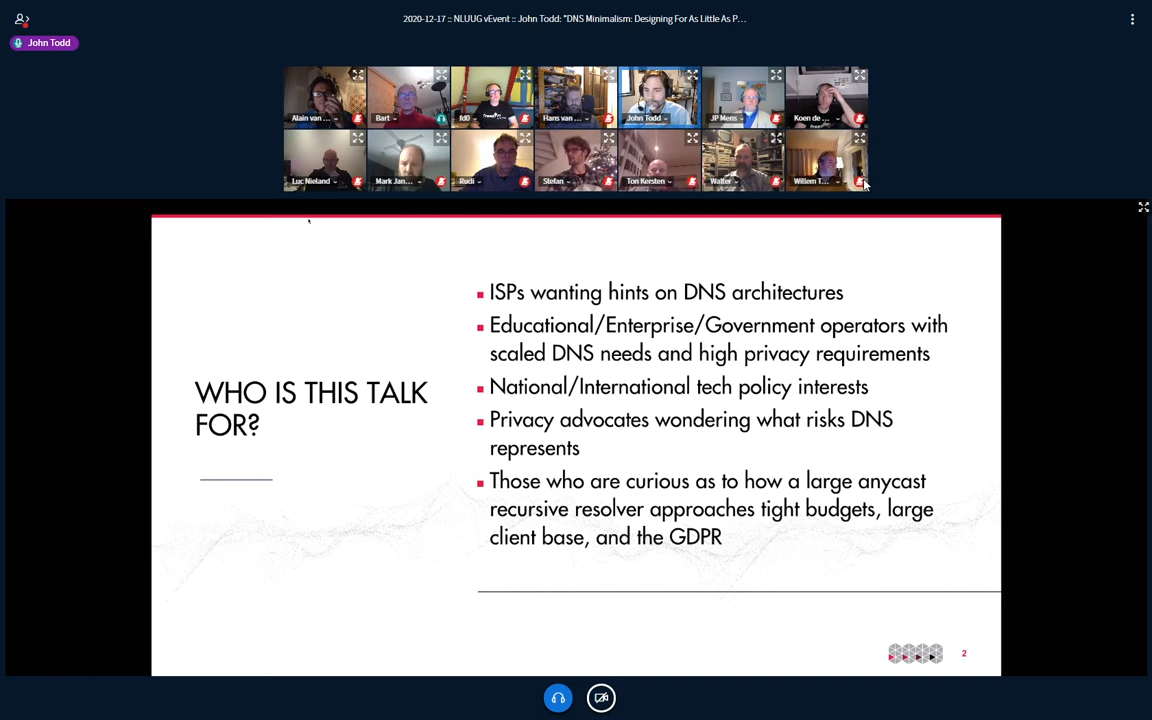 2020-12-17 :: NLUUG vEvent :: John Todd: "DNS Minimalism: Designing For As Little As P...
John Todd
Alain van ...
Bart
fd0
Hans van ...
John Todd
JP Mens
Koen de ...
Luc Nieland
Mark Jan...
Rudi
Stefan
Ton Kersten
Walter
Willem T...
WHO IS THIS TALK
FOR?
ISPs wanting hints on DNS architectures
Educational/Enterprise/Government operators with
scaled DNS needs and high privacy requirements
National/International tech policy interests
Privacy advocates wondering what risks DNS
represents
Those who are curious as to how a large anycast
recursive resolver approaches tight budgets, large
client base, and the GDPR
2